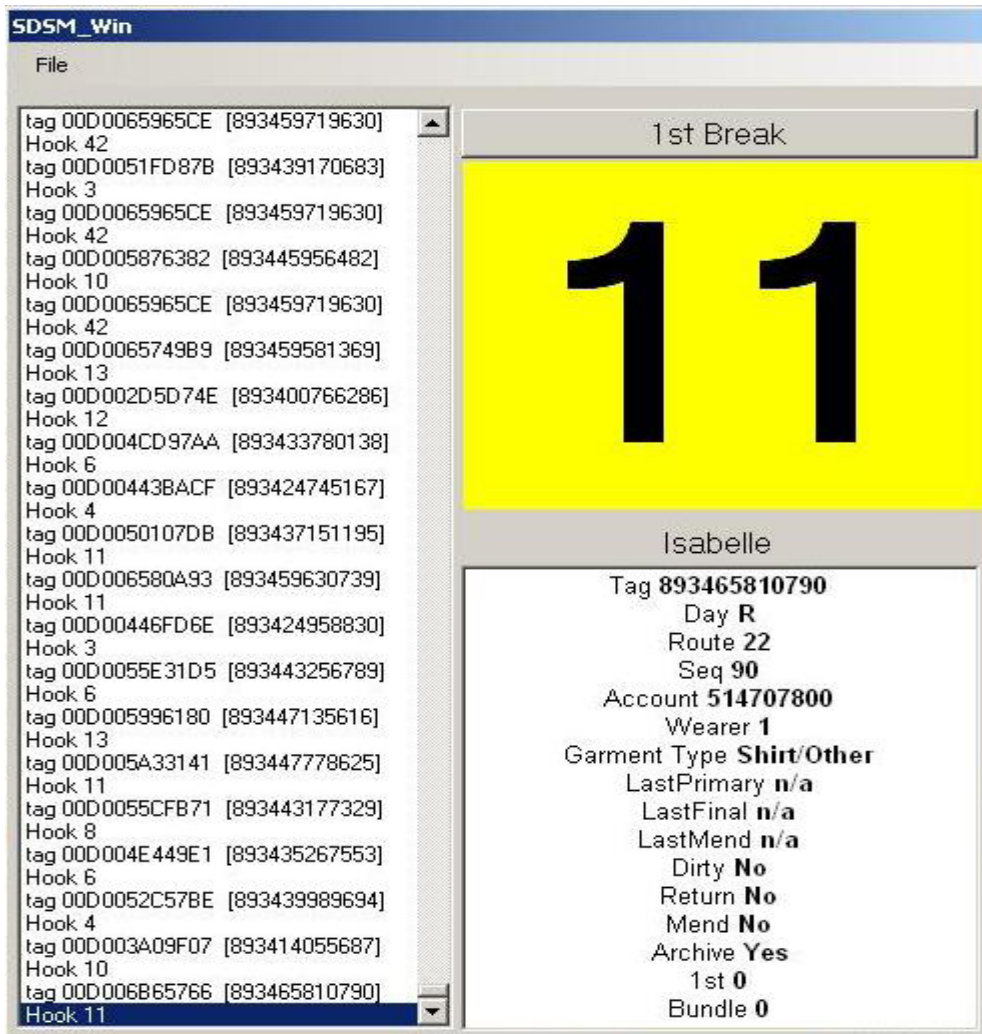 SDSM_Win
File
tag 00D0065965CE [893459719630]
Hook 42
tag 00D0051FD87B [893439170683]
Hook 3
tag 00D0065965CE [893459719630]
Hook 42
tag 00D005876382 [893445956482]
Hook 10
tag 00D0065965CE [893459719630]
Hook 42
tag 00D0065749B9 [893459581369]
Hook 13
tag 00D002D5D74E [893400766286]
Hook 12
tag 00D004CD97AA [893433780138]
Hook 6
tag 00D00443BACF [893424745167]
Hook 4
tag 00D0050107DB [893437151195]
Hook 11
tag 00D006580A93 [893459630739]
Hook 11
tag 00D00446FD6E [893424958830]
Hook 3
tag 00D0055E31D5 [893443256789]
Hook 6
tag 00D005996180 [893447135616]
Hook 13
tag 00D005A33141 [893447778625]
Hook 11
tag 00D0055CFB71 [893443177329]
Hook 8
tag 00D004E449E1 [893435267553]
Hook 6
tag 00D0052C57BE [893439989694]
Hook 4
tag 00D003A09F07 [893414055687]
Hook 10
tag 00D006B65766 [893465810790]
Hook 11
1st Break
11
Isabelle
Tag 893465810790
Day R
Route 22
Seq 90
Account 514707800
Wearer 1
Garment Type Shirt/Other
LastPrimary n/a
LastFinal n/a
LastMend n/a
Dirty No
Return No
Mend No
Archive Yes
1st 0
Bundle 0